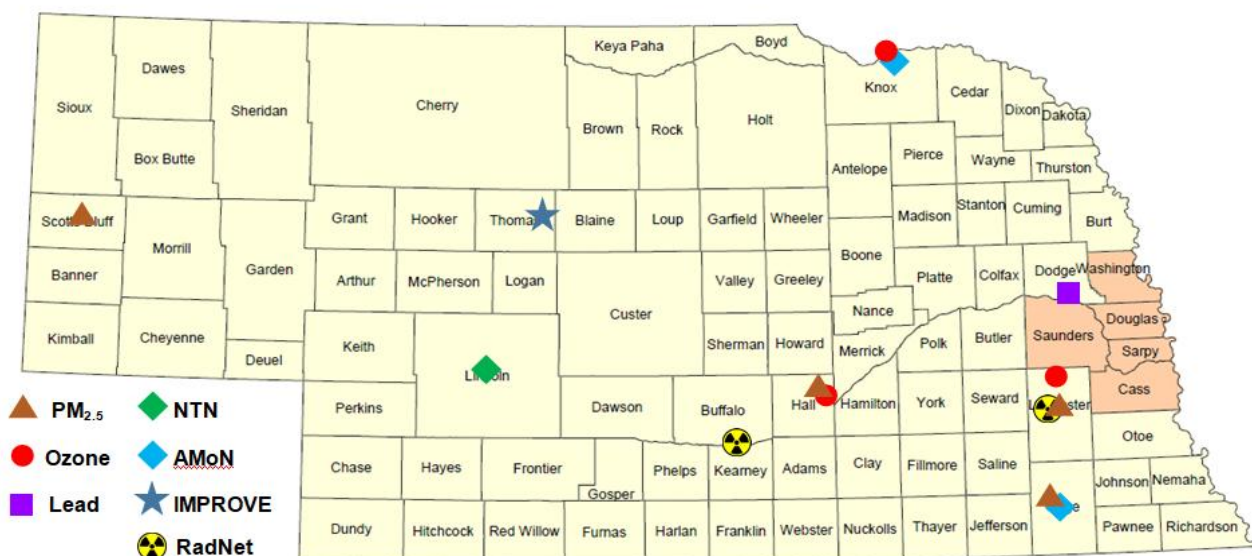 Keya Paha
Boyd
Dawes
Sioux
Sheridan
Cherry
Knox
Cedar
Dixon
Dakota
Brown
Rock
Holt
Box Butte
Antelope
Pierce
Wayne
Thurston
Scotts Bluff
Grant
Hooker
Thomas
Blaine
Loup
Garfield
Wheeler
Madison
Stanton
Cuming
Burt
Morrill
Garden
Boone
Banner
Arthur
McPherson
Logan
Valley
Greeley
Platte
Colfax
Dodge
Washington
Custer
Nance
Kimball
Cheyenne
Deuel
Keith
Lincoln
Sherman
Howard
Merrick
Polk
Butler
Saunders
Douglas
Sarpy
Cass
Perkins
Dawson
Buffalo
Hall
Hamilton
York
Seward
Otoe
Chase
Hayes
Frontier
Gosper
Phelps
Kearney
Adams
Clay
Fillmore
Saline
Johnson
Nemaha
Dundy
Hitchcock
Red Willow
Furnas
Harlan
Franklin
Webster
Nuckolls
Thayer
Jefferson
Pawnee
Richardson
PM2.5
NTN
Ozone
AMoN
Lead
IMPROVE
RadNet